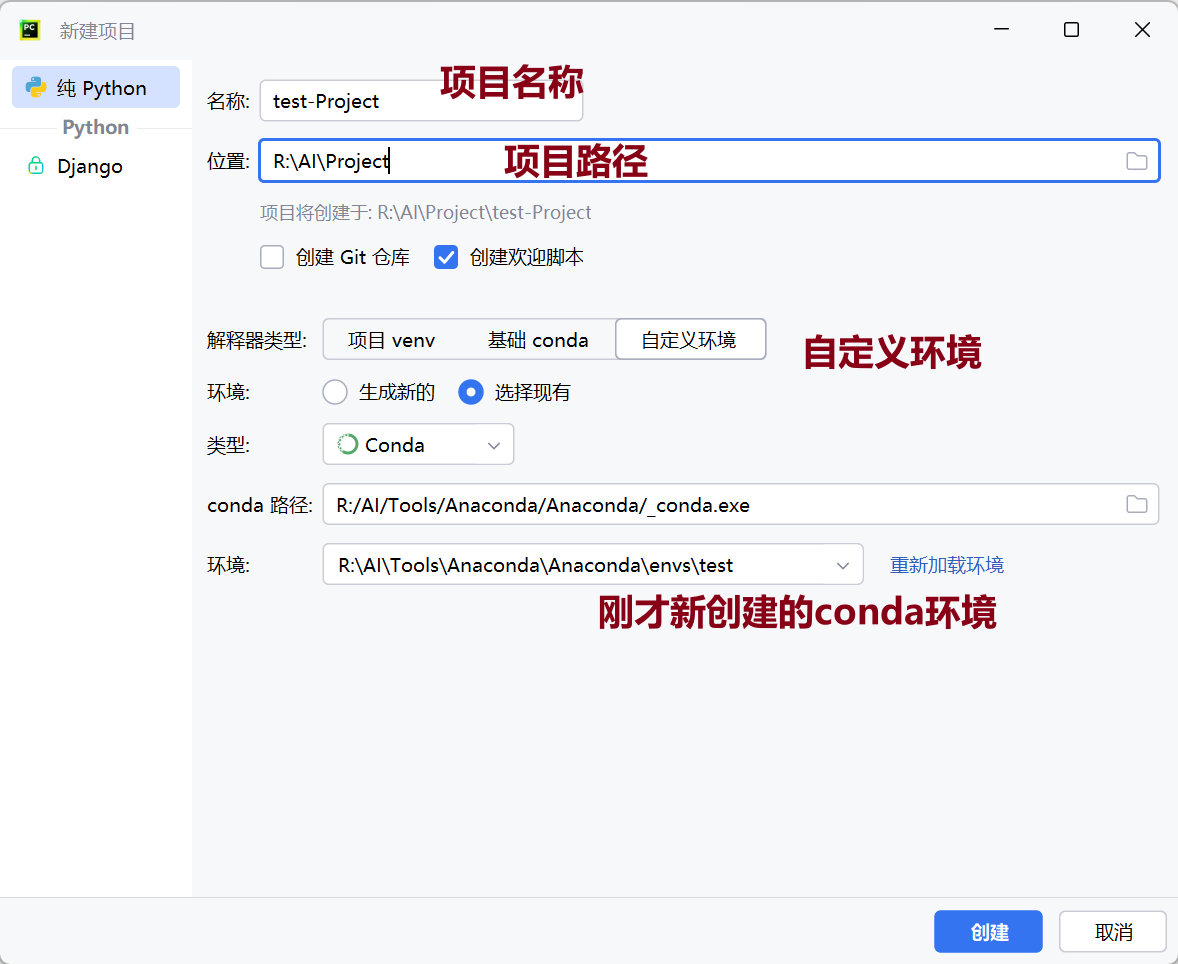 PC
新建项目
纯 Python
Python
Django
项目名称
名称: test-Project
位置: R:\AI\Project 项目路径
项目将创建于: R:\AI\Project\test-Project
创建 Git 仓库 创建欢迎脚本
解释器类型: 项目 venv 基础 conda 自定义环境
自定义环境
环境: 生成新的 选择现有
类型: Conda
conda 路径: R:/AI/Tools/Anaconda/Anaconda/_conda.exe
环境: R:\AI\Tools\Anaconda\Anaconda\envs\test 重新加载环境
刚才新创建的conda环境
创建 取消